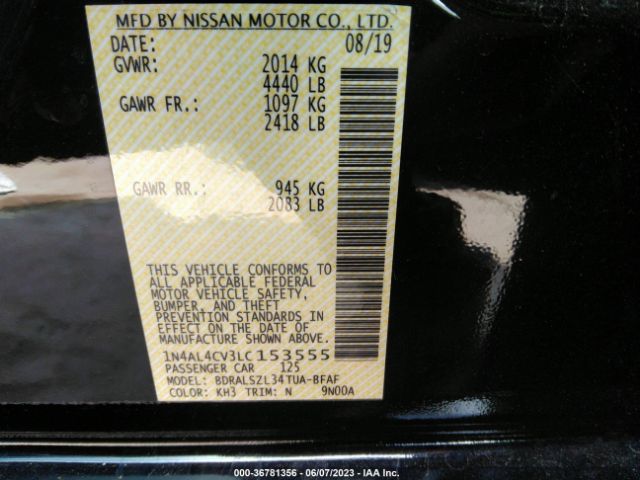 MFD BY NISSAN MOTOR CO., LTD.
DATE: 08/19
GVWR: 2014 KG
4440 LB
GAWR FR.: 1097 KG
2418 LB
GAWR RR.: 945 KG
2083 LB
THIS VEHICLE CONFORMS TO
ALL APPLICABLE FEDERAL
MOTOR VEHICLE SAFETY,
BUMPER, AND THEFT
PREVENTION STANDARDS IN
EFFECT ON THE DATE OF
MANUFACTURE SHOWN ABOVE.
1N4AL4CV3LC153555
PASSENGER CAR 125
MODEL: BDRALSZL34TUA-BFAF
COLOR: KH3 TRIM: N 9N00A
000-36781356 - 06/07/2023 - IAA Inc.